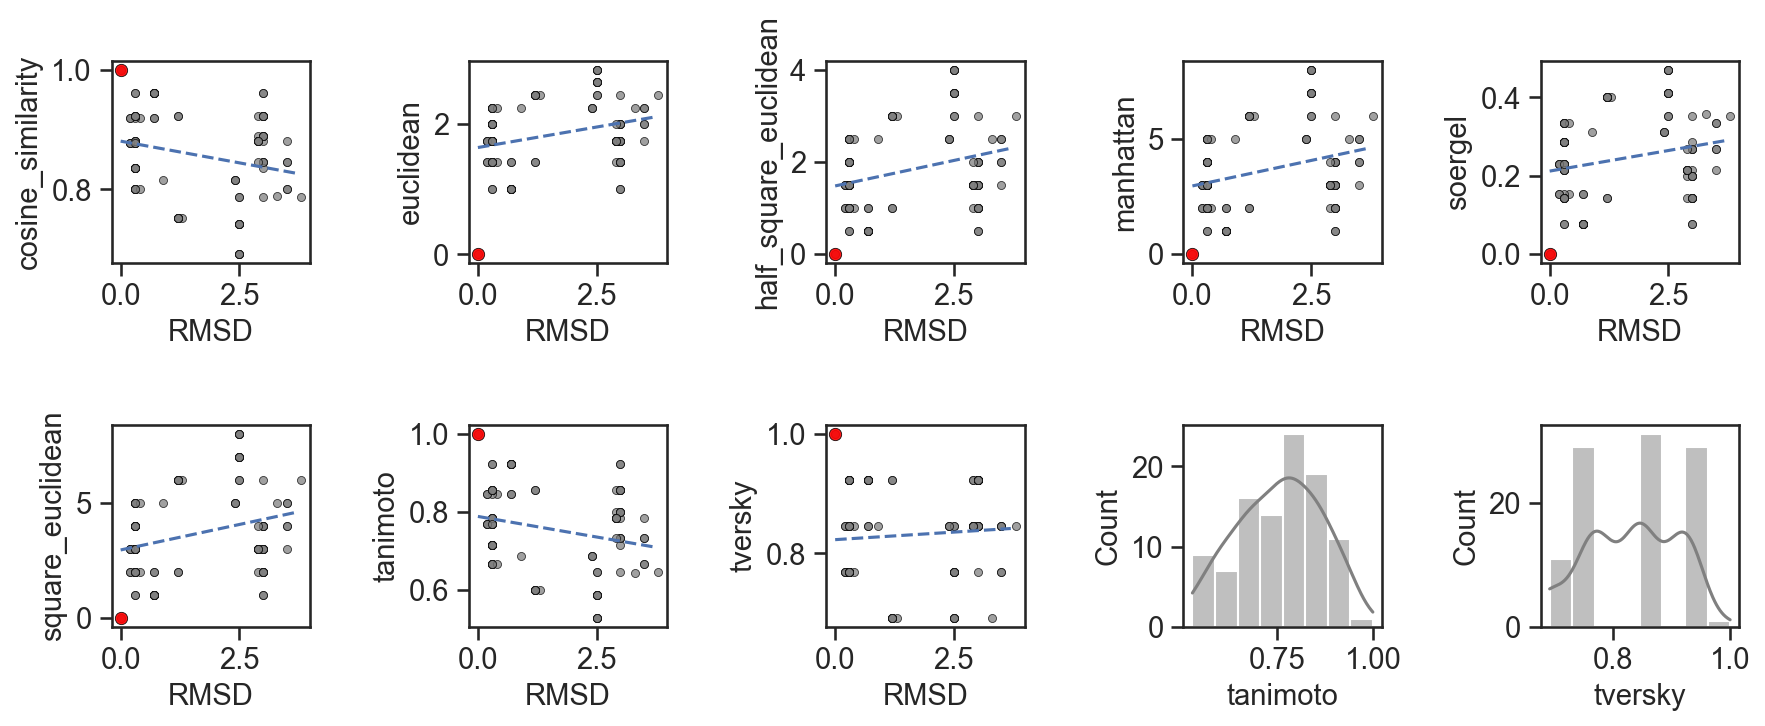 cosine_similarity
1.0
0.8
0.0 2.5
RMSD
euclidean
2
0
0.0 2.5
RMSD
half_square_euclidean
4
2
0
0.0 2.5
RMSD
manhattan
5
0
0.0 2.5
RMSD
soergel
0.4
0.2
0.0
0.0 2.5
RMSD
square_euclidean
5
0
0.0 2.5
RMSD
tanimoto
1.0
0.8
0.6
0.0 2.5
RMSD
tversky
1.0
0.8
0.0 2.5
RMSD
Count
20
10
0
0.75 1.00
tanimoto
Count
20
0
0.8 1.0
tversky